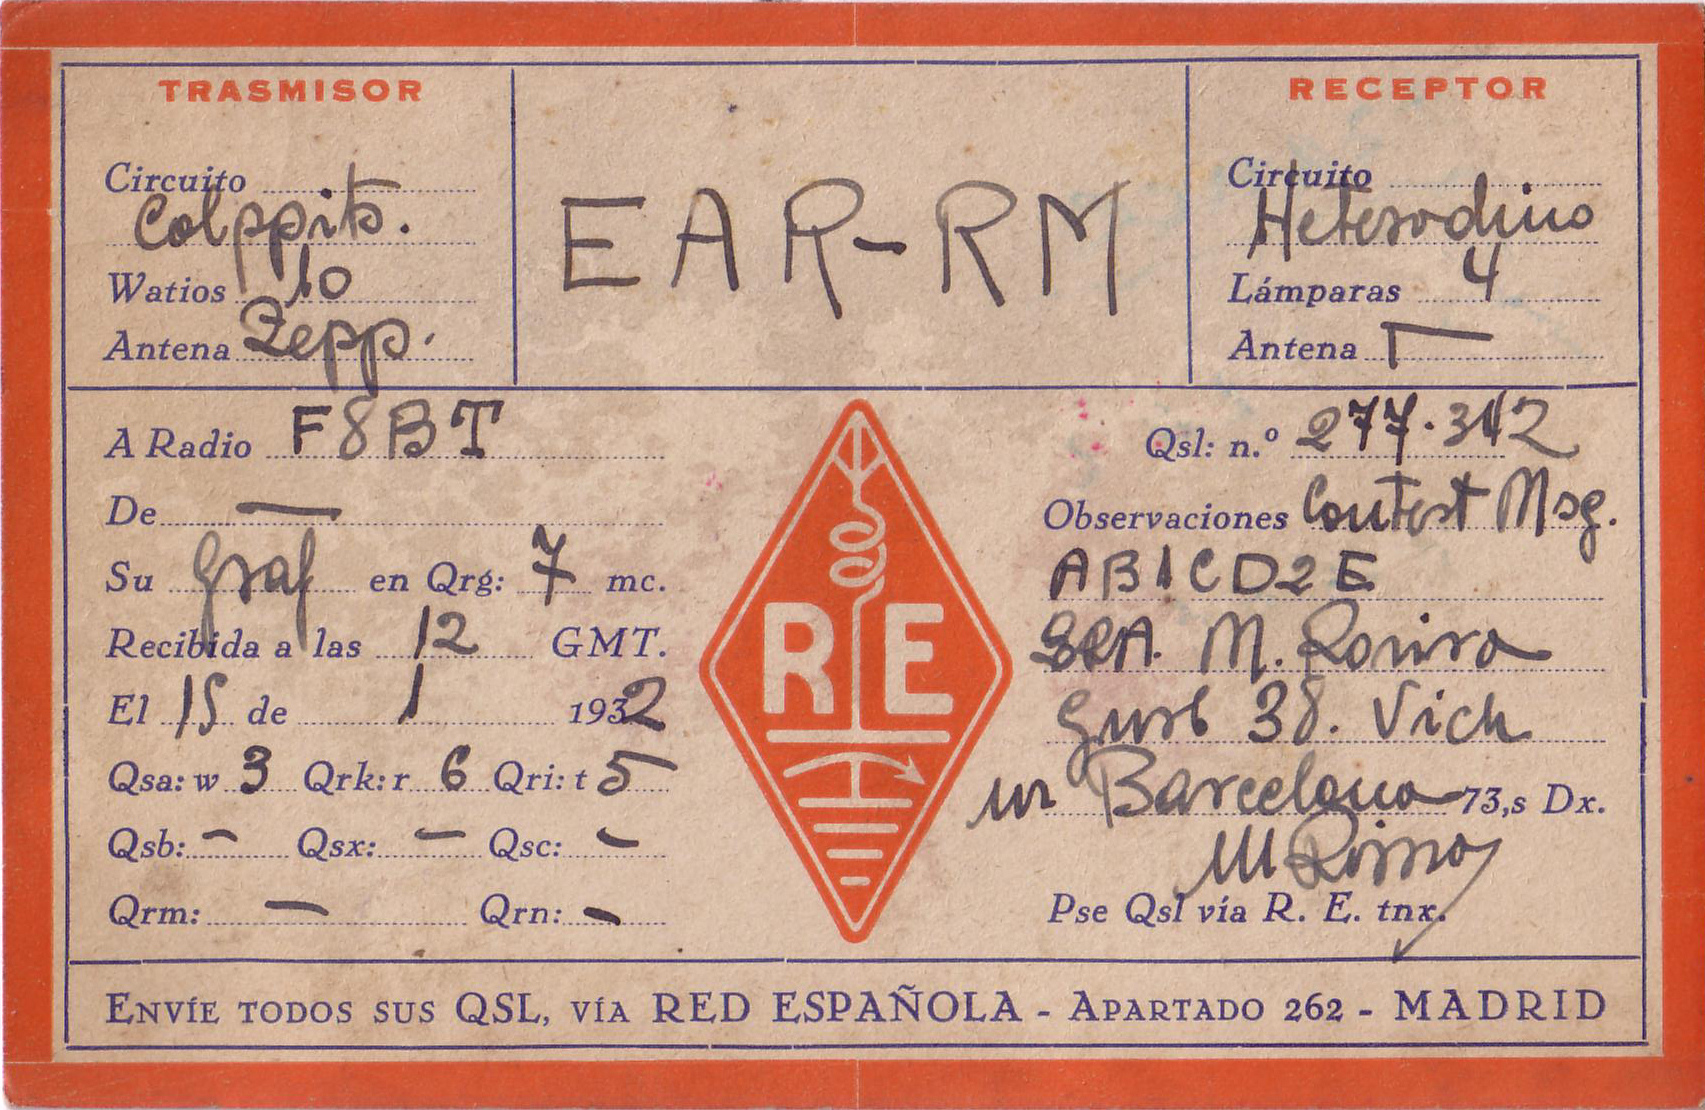 TRASMISOR
Circuito
Colppits.
Watios 10
Antena Zepp.
EAR-RM
RECEPTOR
Circuito
Heterodino
Lámparas 4
Antena
A Radio F8BT
De —
Su Graf en Qrg: 7 mc.
Recibida a las 12 GMT.
El 15 de 1 1932
Qsa: w 3 Qrk: r 6 Qri: t 5
Qsb: – Qsx: – Qsc: –
Qrm: — Qrn: –
R E
Qsl: n.º 277.312
Observaciones Contest Msg.
AB1CD2E
M.
Gurb 38. Vich
Barcelona 73,s Dx.
Pse Qsl vía R. E. tnx.
ENVÍE TODOS SUS QSL, VÍA RED ESPAÑOLA - APARTADO 262 - MADRID